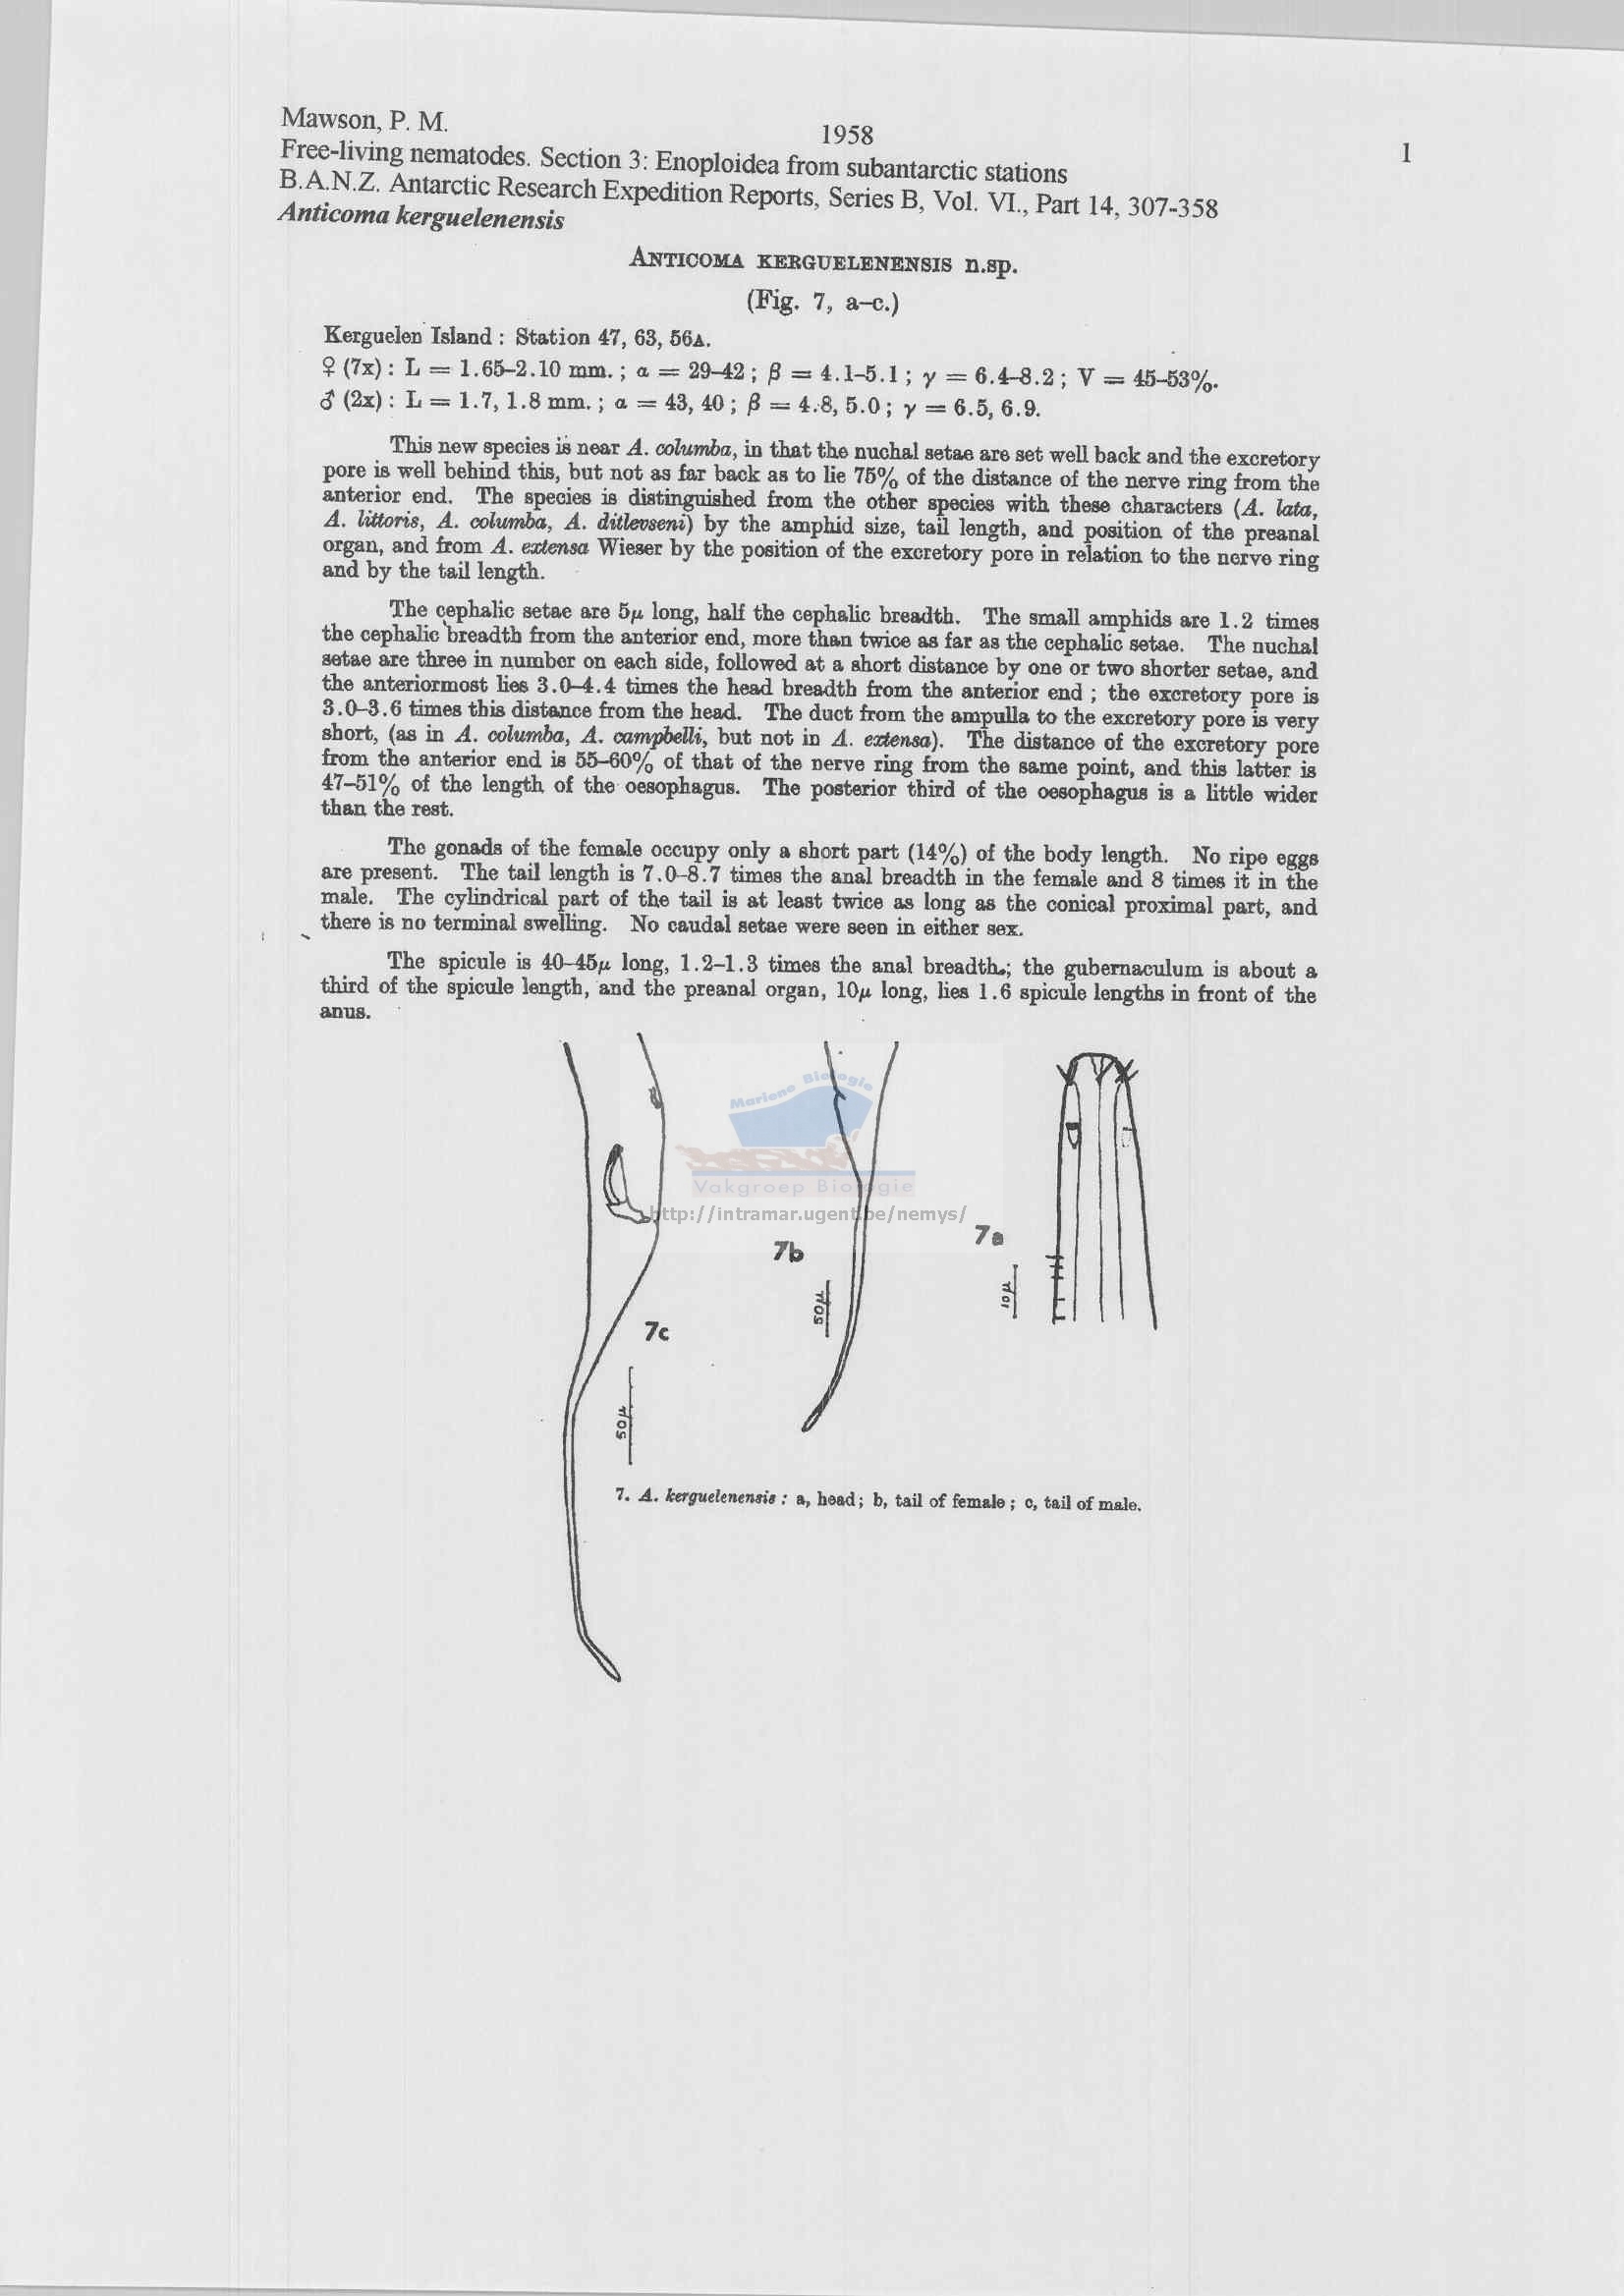 Mawson, P. M.
1958
1
Free-living nematodes. Section 3: Enoploidea from subantarctic stations
B.A.N.Z. Antarctic Research Expedition Reports, Series B, Vol. VI., Part 14, 307-358
Anticoma kerguelenensis
ANTICOMA KERGUELENENSIS n.sp.
(Fig. 7, a–c.)
Kerguelen Island : Station 47, 63, 56A.
♀ (7x) : L = 1.65–2.10 mm. ; α = 29–42 ; β = 4.1–5.1 ; γ = 6.4–8.2 ; V = 45–53%.
♂ (2x) : L = 1.7, 1.8 mm. ; α = 43, 40 ; β = 4.8, 5.0 ; γ = 6.5, 6.9.
This new species is near A. columba, in that the nuchal setae are set well back and the excretory
pore is well behind this, but not as far back as to lie 75% of the distance of the nerve ring from the
anterior end. The species is distinguished from the other species with these characters (A. lata,
A. littoris, A. columba, A. ditlevseni) by the amphid size, tail length, and position of the preanal
organ, and from A. extensa Wieser by the position of the excretory pore in relation to the nerve ring
and by the tail length.
The cephalic setae are 5μ long, half the cephalic breadth. The small amphids are 1.2 times
the cephalic breadth from the anterior end, more than twice as far as the cephalic setae. The nuchal
setae are three in number on each side, followed at a short distance by one or two shorter setae, and
the anteriormost lies 3.0–4.4 times the head breadth from the anterior end ; the excretory pore is
3.0–3.6 times this distance from the head. The duct from the ampulla to the excretory pore is very
short, (as in A. columba, A. campbelli, but not in A. extensa). The distance of the excretory pore
from the anterior end is 55–60% of that of the nerve ring from the same point, and this latter is
47–51% of the length of the oesophagus. The posterior third of the oesophagus is a little wider
than the rest.
The gonads of the female occupy only a short part (14%) of the body length. No ripe eggs
are present. The tail length is 7.0–8.7 times the anal breadth in the female and 8 times it in the
male. The cylindrical part of the tail is at least twice as long as the conical proximal part, and
there is no terminal swelling. No caudal setae were seen in either sex.
The spicule is 40–45μ long, 1.2–1.3 times the anal breadth.; the gubernaculum is about a
third of the spicule length, and the preanal organ, 10μ long, lies 1.6 spicule lengths in front of the
anus.
Mariene Biologie
Vakgroep Biologie
http://intramar.ugent.be/nemys/
7a
7b
10μ
50μ
7c
50μ
7. A. kerguelenensis : a, head ; b, tail of female ; c, tail of male.